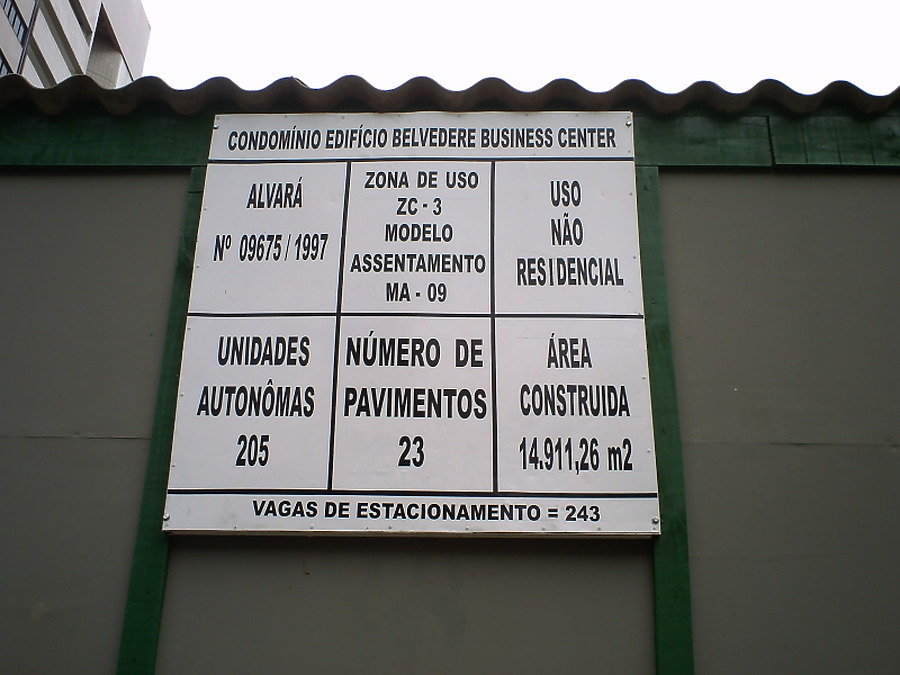 CONDOMÍNIO EDIFÍCIO BELVEDERE BUSINESS CENTER
ALVARÁ
Nº 09675 / 1997
ZONA DE USO
ZC - 3
MODELO
ASSENTAMENTO
MA - 09
USO
NÃO
RESIDENCIAL
UNIDADES
AUTONÔMAS
205
NÚMERO DE
PAVIMENTOS
23
ÁREA
CONSTRUIDA
14.911,26 m2
VAGAS DE ESTACIONAMENTO = 243